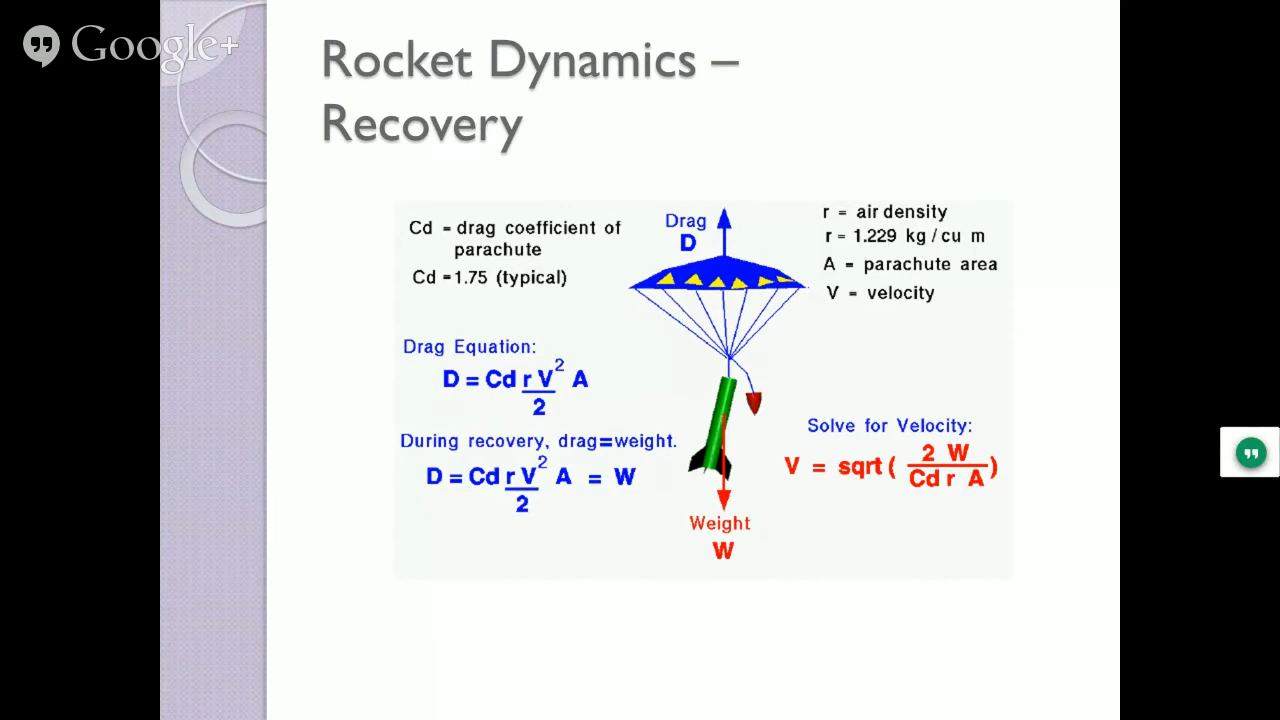 Google+
Rocket Dynamics –
Recovery
Cd = drag coefficient of
parachute
Cd = 1.75 (typical)
Drag
D
r = air density
r = 1.229 kg / cu m
A = parachute area
V = velocity
Drag Equation:
D = Cd r V² A
2
During recovery, drag=weight.
D = Cd r V² A = W
2
Solve for Velocity:
V = sqrt ( 2 W
Cd r A )
Weight
W